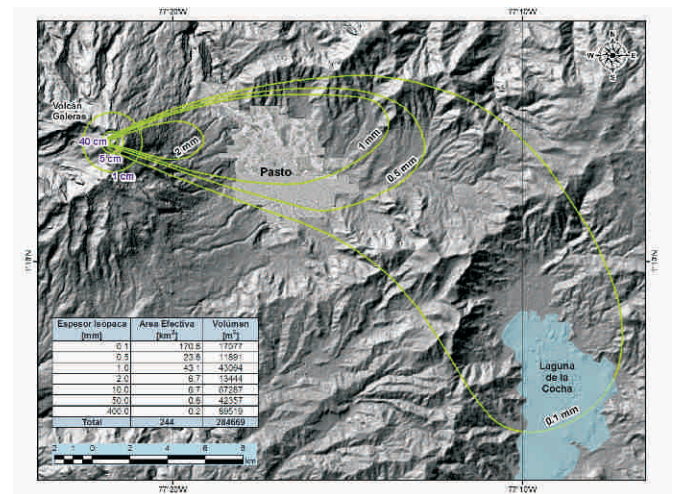 77°20'W
77°10'W
N
W
E
S
Volcán
Galeras
40 cm
5 cm
1 cm
2 mm
Pasto
1 mm
0.5 mm
1°10'N
1°10'N
Espesor Isopaca Area Efectiva Volumen
[mm] [km²] [m³]
0.1 170.8 17077
0.5 23.8 11891
1.0 43.1 43094
2.0 6.7 13444
10.0 6.7 67287
50.0 0.8 42357
400.0 0.2 89519
Total 244 284669
Laguna
de la
Cocha
0.1 mm
2 1 0 2 4 6 8
km
77°20'W
77°10'W